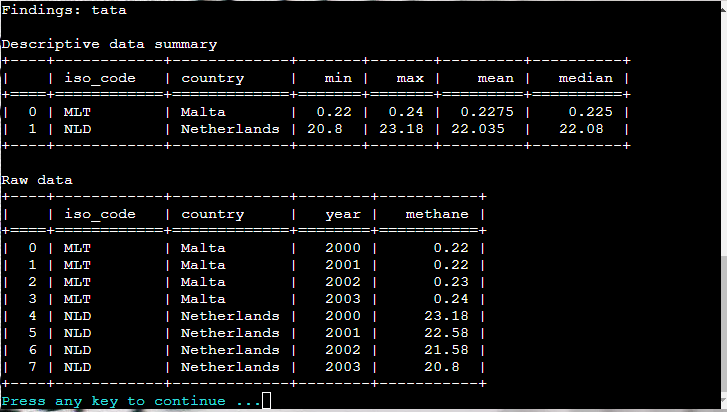 Findings: tata
Descriptive data summary
+----+------------+-------------+-------+-------+---------+----------+
|    | iso_code   | country     |   min |   max |    mean |   median |
+====+============+=============+=======+=======+=========+==========+
|  0 | MLT        | Malta       |  0.22 |  0.24 |  0.2275 |    0.225 |
|  1 | NLD        | Netherlands | 20.8  | 23.18 | 22.035  |   22.08  |
+----+------------+-------------+-------+-------+---------+----------+
Raw data
+----+------------+-------------+--------+-----------+
|    | iso_code   | country     |   year |   methane |
+====+============+=============+========+===========+
|  0 | MLT        | Malta       |   2000 |      0.22 |
|  1 | MLT        | Malta       |   2001 |      0.22 |
|  2 | MLT        | Malta       |   2002 |      0.23 |
|  3 | MLT        | Malta       |   2003 |      0.24 |
|  4 | NLD        | Netherlands |   2000 |     23.18 |
|  5 | NLD        | Netherlands |   2001 |     22.58 |
|  6 | NLD        | Netherlands |   2002 |     21.58 |
|  7 | NLD        | Netherlands |   2003 |     20.8  |
+----+------------+-------------+--------+-----------+
Press any key to continue ...